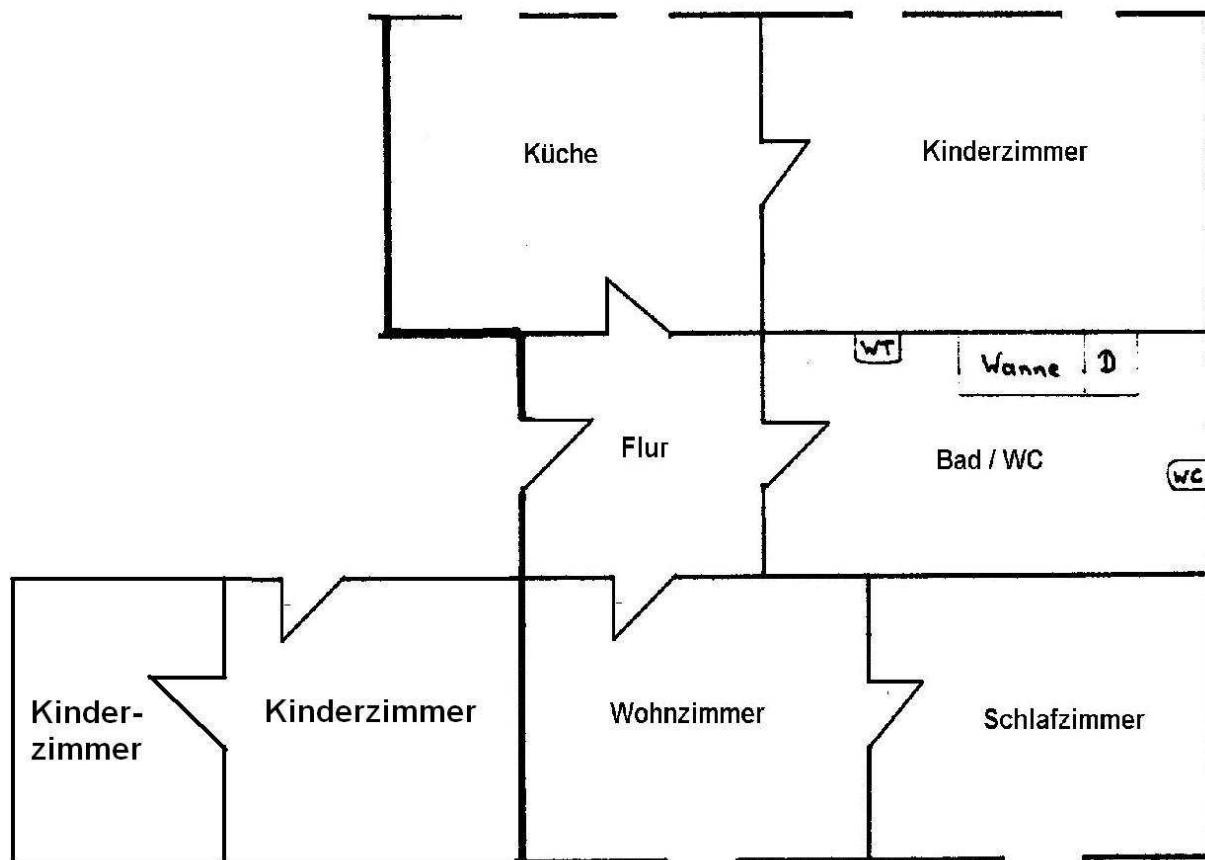 Küche
Kinderzimmer
WT
Wanne
D
Flur
Bad / WC
WC
Kinder-
zimmer
Kinderzimmer
Wohnzimmer
Schlafzimmer